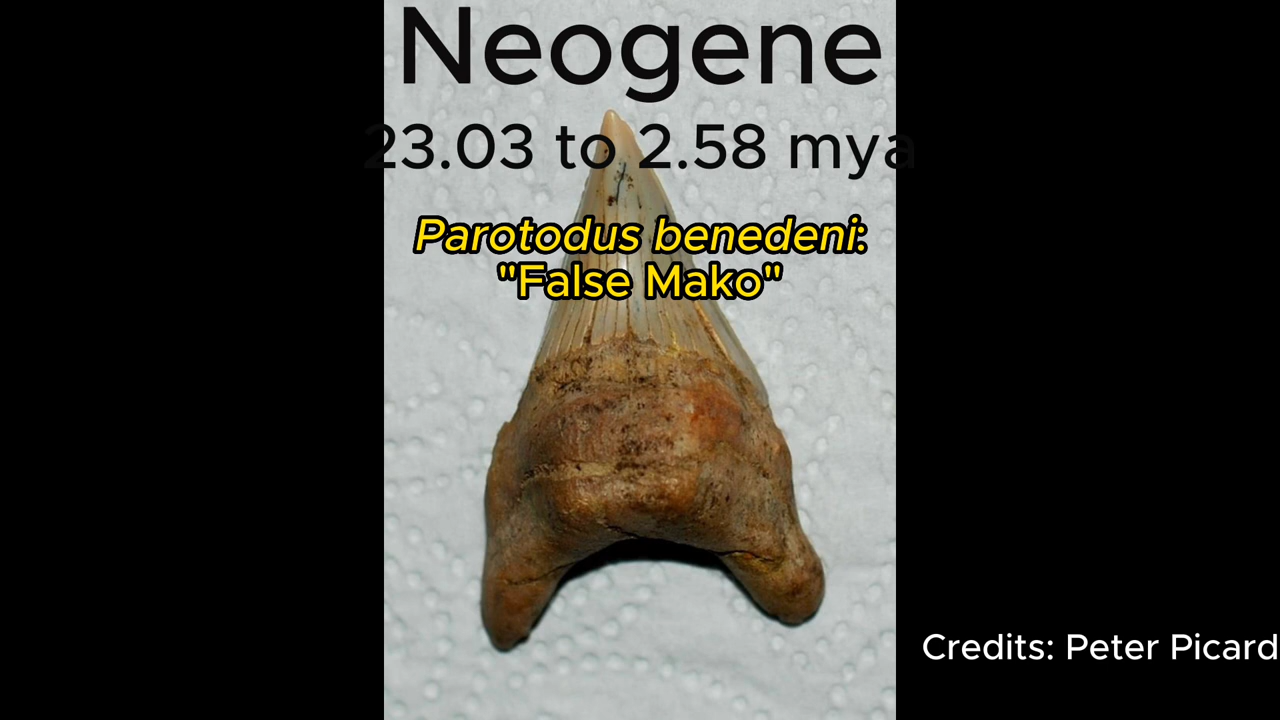 Neogene
23.03 to 2.58 mya
Parotodus benedeni:
"False Mako"
Credits: Peter Picard